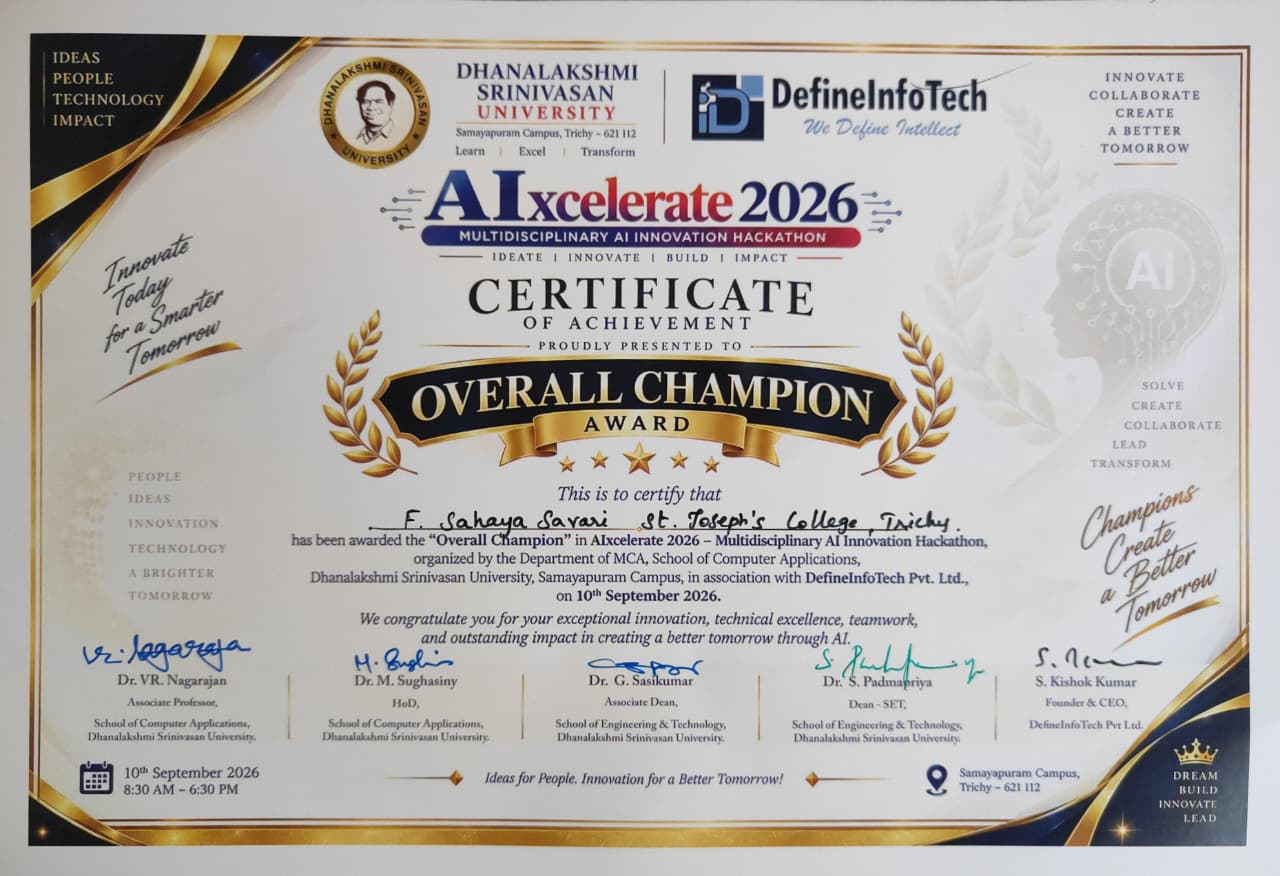 IDEAS
PEOPLE
TECHNOLOGY
IMPACT
DHANALAKSHMI SRINIVASAN
UNIVERSITY
DHANALAKSHMI
SRINIVASAN
UNIVERSITY
Samayapuram Campus, Trichy – 621 112
Learn | Excel | Transform
DefineInfoTech
We Define Intellect
INNOVATE
COLLABORATE
CREATE
A BETTER
TOMORROW
AIxcelerate 2026
MULTIDISCIPLINARY AI INNOVATION HACKATHON
IDEATE | INNOVATE | BUILD | IMPACT
CERTIFICATE
OF ACHIEVEMENT
PROUDLY PRESENTED TO
OVERALL CHAMPION
AWARD
Innovate
Today
for a Smarter
Tomorrow
AI
SOLVE
CREATE
COLLABORATE
LEAD
TRANSFORM
PEOPLE
IDEAS
INNOVATION
TECHNOLOGY
A BRIGHTER
TOMORROW
Champions
Create
a Better
Tomorrow
This is to certify that
F. Sahaya Savari St. Joseph's College, Trichy.
has been awarded the “Overall Champion” in AIxcelerate 2026 – Multidisciplinary AI Innovation Hackathon,
organized by the Department of MCA, School of Computer Applications,
Dhanalakshmi Srinivasan University, Samayapuram Campus, in association with DefineInfoTech Pvt. Ltd.,
on 10th September 2026.
We congratulate you for your exceptional innovation, technical excellence, teamwork,
and outstanding impact in creating a better tomorrow through AI.
Dr. VR. Nagarajan
Associate Professor,
School of Computer Applications,
Dhanalakshmi Srinivasan University.
Dr. M. Sughasiny
HoD,
School of Computer Applications,
Dhanalakshmi Srinivasan University.
Dr. G. Sasikumar
Associate Dean,
School of Engineering & Technology,
Dhanalakshmi Srinivasan University.
Dr. S. Padmapriya
Dean - SET,
School of Engineering & Technology,
Dhanalakshmi Srinivasan University.
S. Kishok Kumar
Founder & CEO,
DefineInfoTech Pvt Ltd.
10th September 2026
8:30 AM – 6:30 PM
Ideas for People. Innovation for a Better Tomorrow!
Samayapuram Campus,
Trichy – 621 112
DREAM
BUILD
INNOVATE
LEAD